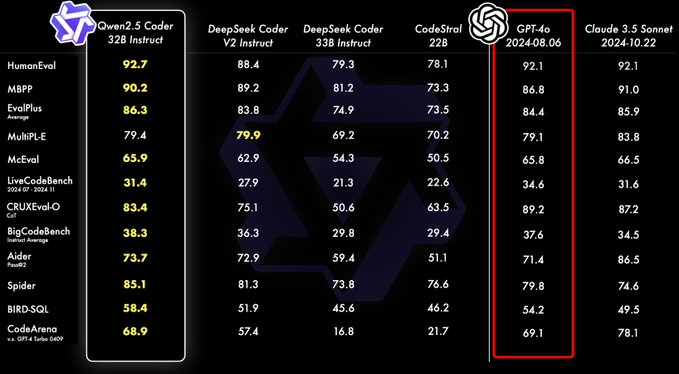 Qwen2.5 Coder DeepSeek Coder DeepSeek Coder CodeStral GPT-4o Claude 3.5 Sonnet
32B Instruct V2 Instruct 33B Instruct 22B 2024-08.06 2024-10.22
HumanEval 92.7 88.4 79.3 78.1 92.1 92.1
MBPP 90.2 89.2 81.2 73.3 86.8 91.0
EvalPlus 86.3 83.8 74.9 73.5 84.4 85.9
Average
MultiPL-E 79.4 79.9 69.2 70.2 79.1 83.8
McEval 65.9 62.9 54.3 50.5 65.8 66.5
LiveCodeBench 31.4 27.9 21.3 22.6 34.6 31.6
2024 07 - 2024 11
CRUXEval-O 83.4 75.1 50.6 63.5 89.2 87.2
CoT
BigCodeBench 38.3 36.3 29.8 29.4 37.6 34.5
Instruct Average
Aider 73.7 72.9 59.4 51.1 71.4 86.5
Pass@2
Spider 85.1 81.3 73.8 76.6 79.8 74.6
BIRD-SQL 58.4 51.9 45.6 46.2 54.2 49.5
CodeArena 68.9 57.4 16.8 21.7 69.1 78.1
v.s. GPT-4 Turbo 0409